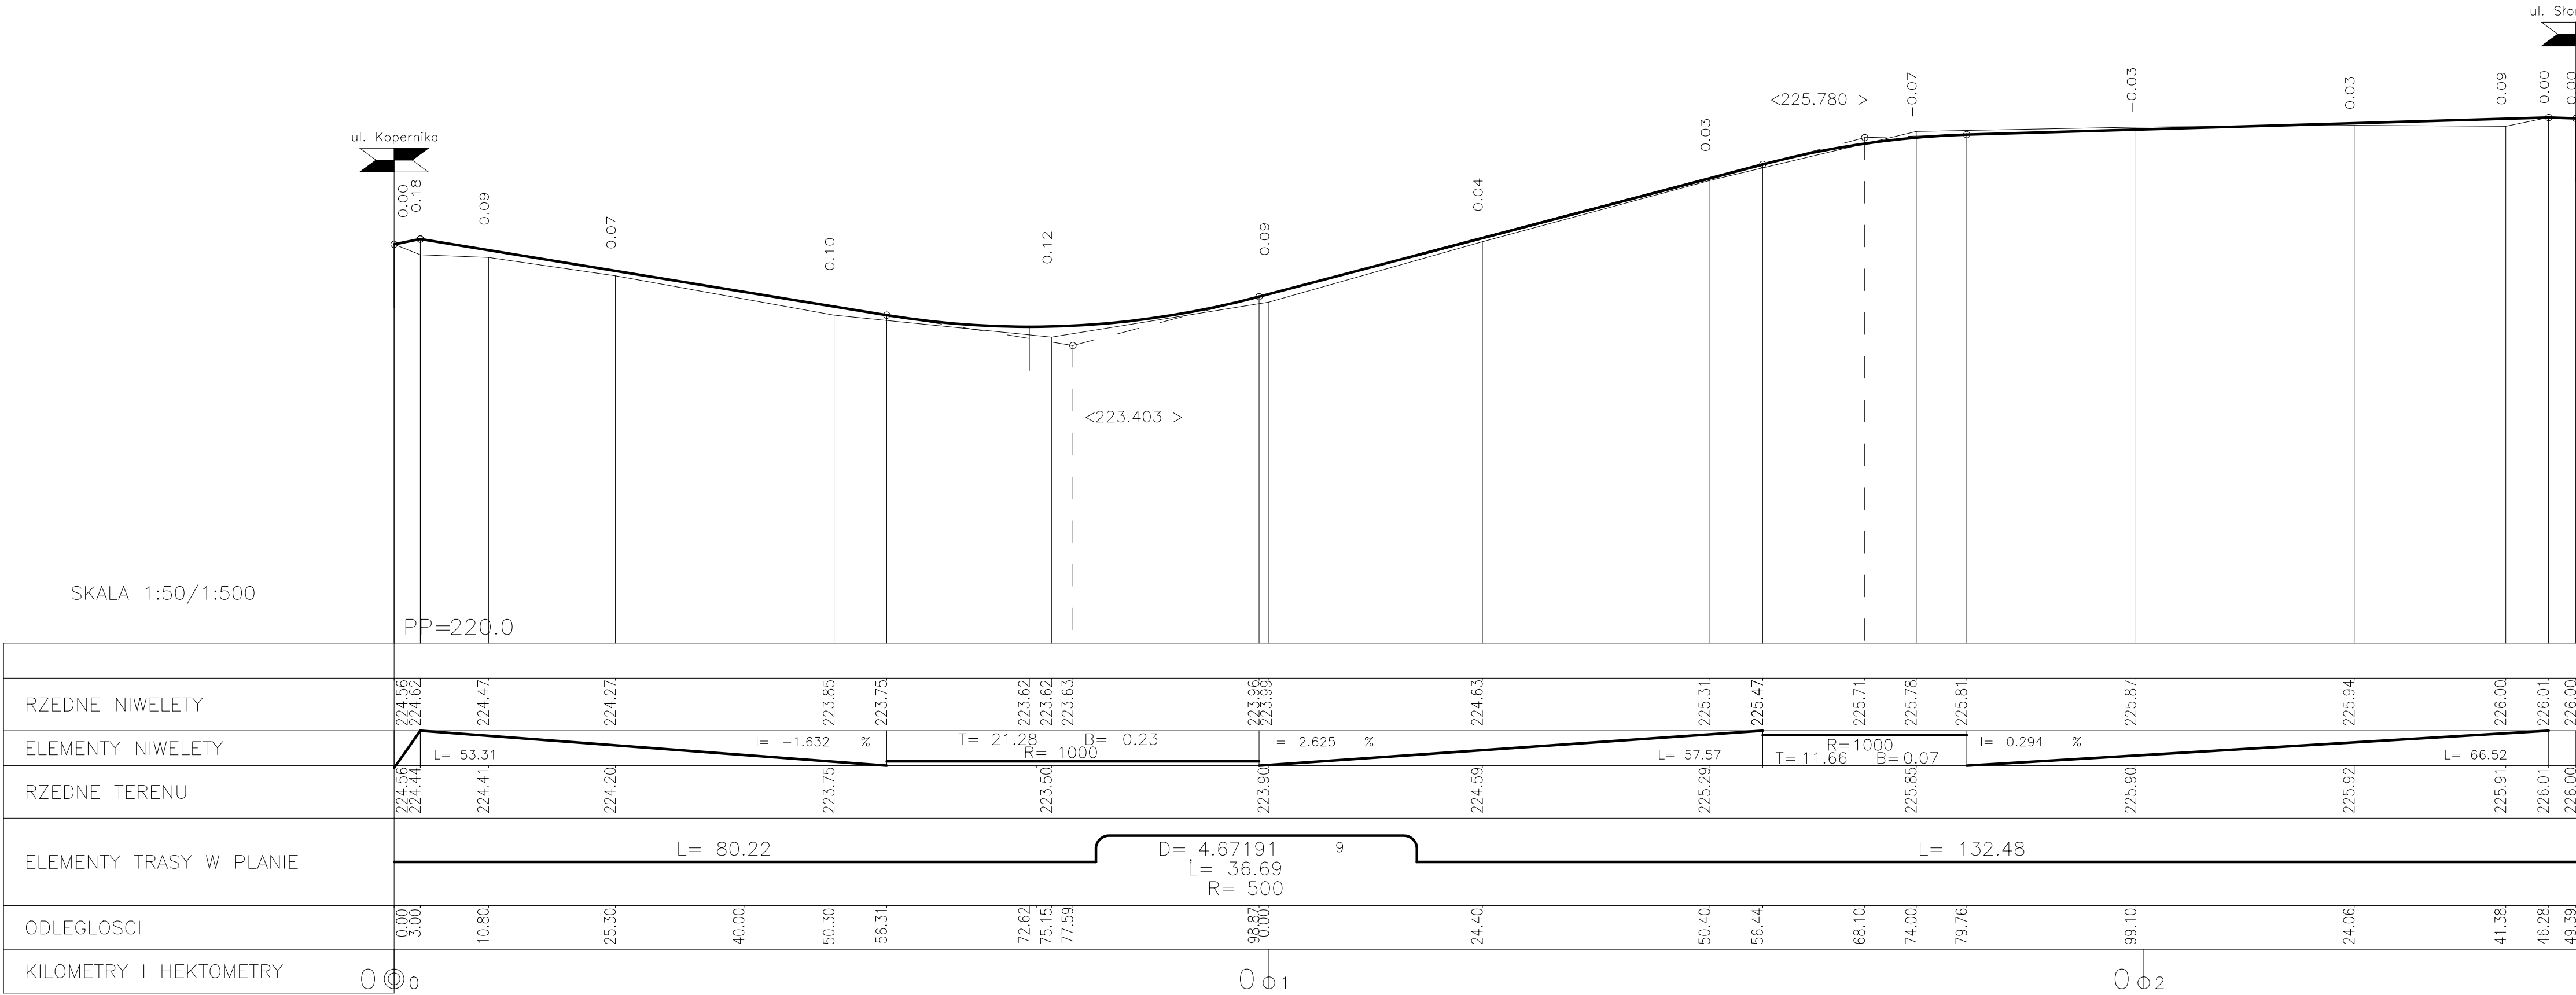 ul. Kopernika
0.00
0.18
0.09
0.07
0.10
0.12
0.09
0.04
0.03
<225.780 >
-0.07
-0.03
0.03
0.09
0.00
0.00
ul. Sło
<223.403 >
SKALA 1:50/1:500
PP=220.0
RZEDNE NIWELETY
224.56 224.62 224.47 224.27 223.85 223.75 223.62 223.62 223.63 223.96 223.99 224.63 225.31 225.47 225.71 225.78 225.81 225.87 225.94 226.00 226.01 226.00
ELEMENTY NIWELETY
L= 53.31 I= -1.632 %
T= 21.28 B= 0.23
R= 1000
I= 2.625 % L= 57.57
R=1000
T= 11.66 B= 0.07
I= 0.294 % L= 66.52
RZEDNE TERENU
224.56 224.44 224.41 224.20 223.75 223.50 223.90 224.59 225.29 225.85 225.90 225.92 225.91 226.01 226.00
ELEMENTY TRASY W PLANIE
L= 80.22
D= 4.67191 g
L= 36.69
R= 500
L= 132.48
ODLEGLOSCI
0.00 3.00 10.80 25.30 40.00 50.30 56.31 72.62 75.15 77.59 98.87 0.00 24.40 50.40 56.44 68.10 74.00 79.76 99.10 24.06 41.38 46.28 49.39
KILOMETRY I HEKTOMETRY
0 0
0 1
0 2